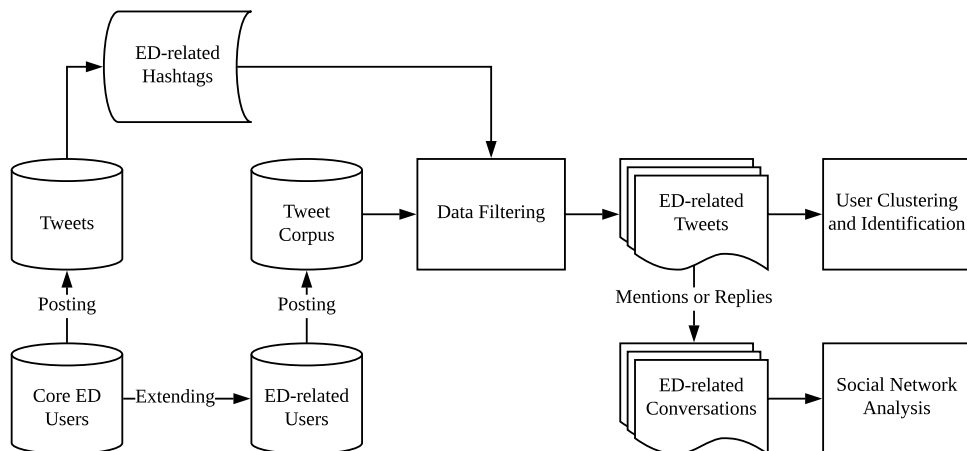 ED-related
Hashtags
Tweets
Tweet
Corpus
Data Filtering
ED-related
Tweets
User Clustering
and Identification
Posting
Posting
Mentions or Replies
Core ED
Users
Extending
ED-related
Users
ED-related
Conversations
Social Network
Analysis